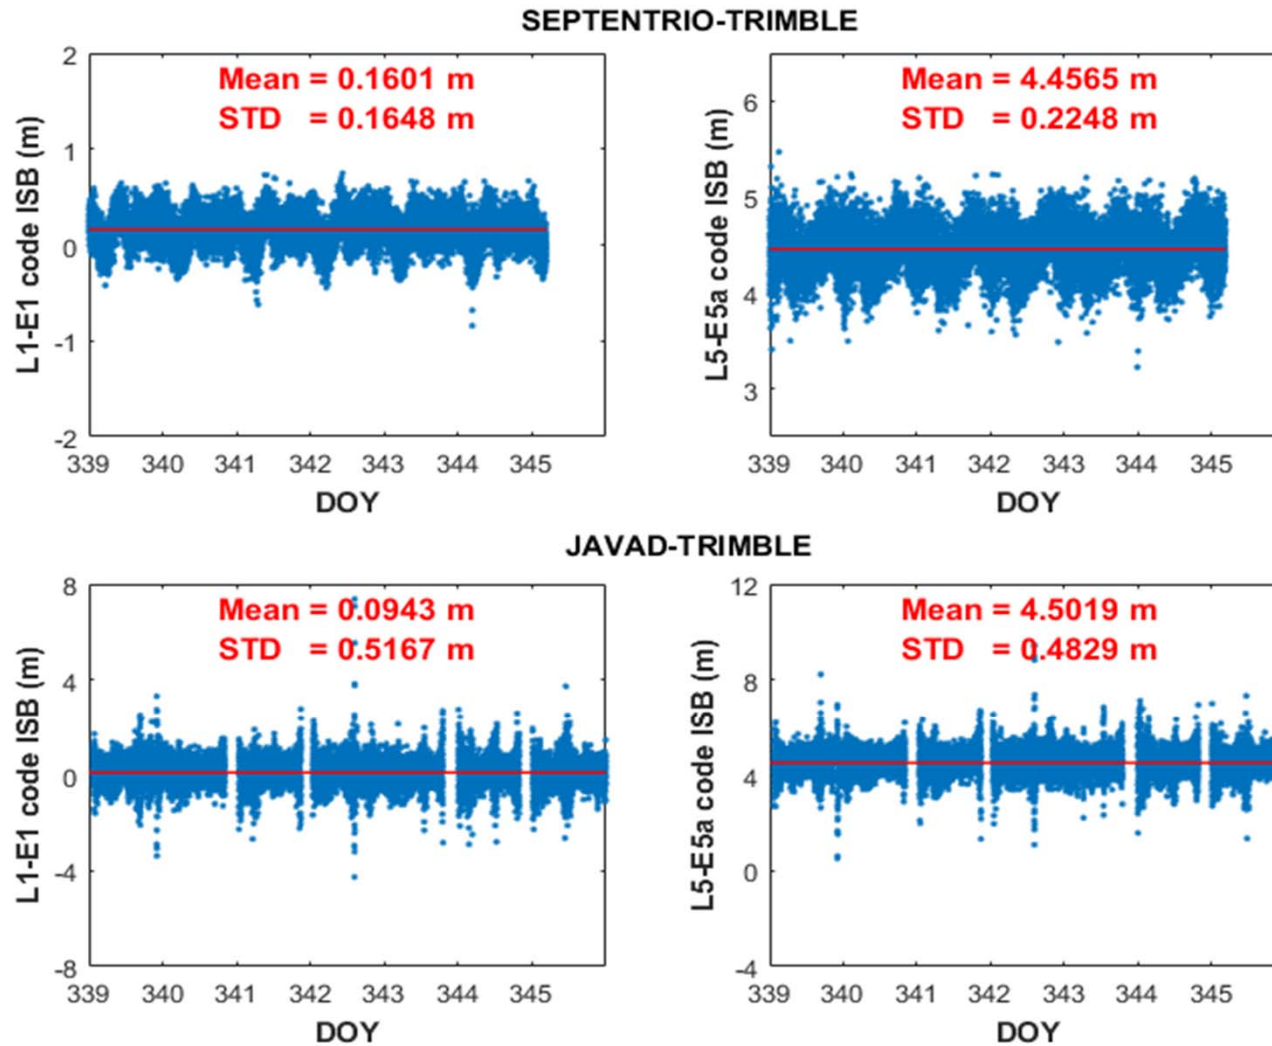 SEPTENTRIO-TRIMBLE
Mean = 0.1601 m
STD = 0.1648 m
L1-E1 code ISB (m)
2
1
0
-1
-2
339 340 341 342 343 344 345
DOY
Mean = 4.4565 m
STD = 0.2248 m
L5-E5a code ISB (m)
6
5
4
3
339 340 341 342 343 344 345
DOY
JAVAD-TRIMBLE
Mean = 0.0943 m
STD = 0.5167 m
L1-E1 code ISB (m)
8
4
0
-4
-8
339 340 341 342 343 344 345
DOY
Mean = 4.5019 m
STD = 0.4829 m
L5-E5a code ISB (m)
12
8
4
0
-4
339 340 341 342 343 344 345
DOY